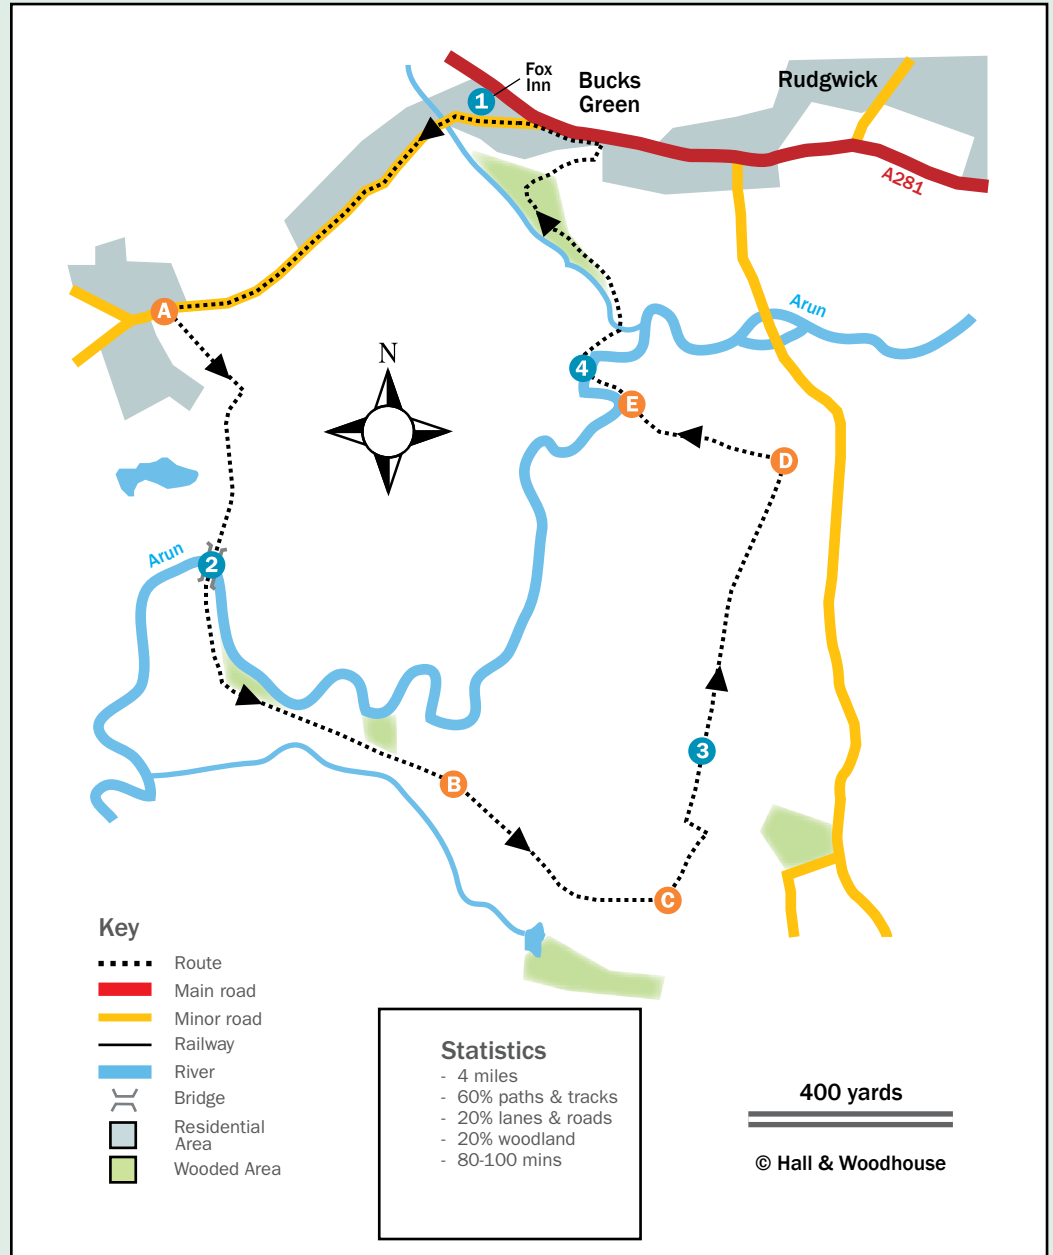 Fox
Inn
1
Bucks
Green
Rudgwick
A281
A
Arun
N
4
E
D
Arun
2
3
B
C
Key
Route
Main road
Minor road
Railway
River
Bridge
Residential
Area
Wooded Area
Statistics
- 4 miles
- 60% paths & tracks
- 20% lanes & roads
- 20% woodland
- 80-100 mins
400 yards
© Hall & Woodhouse